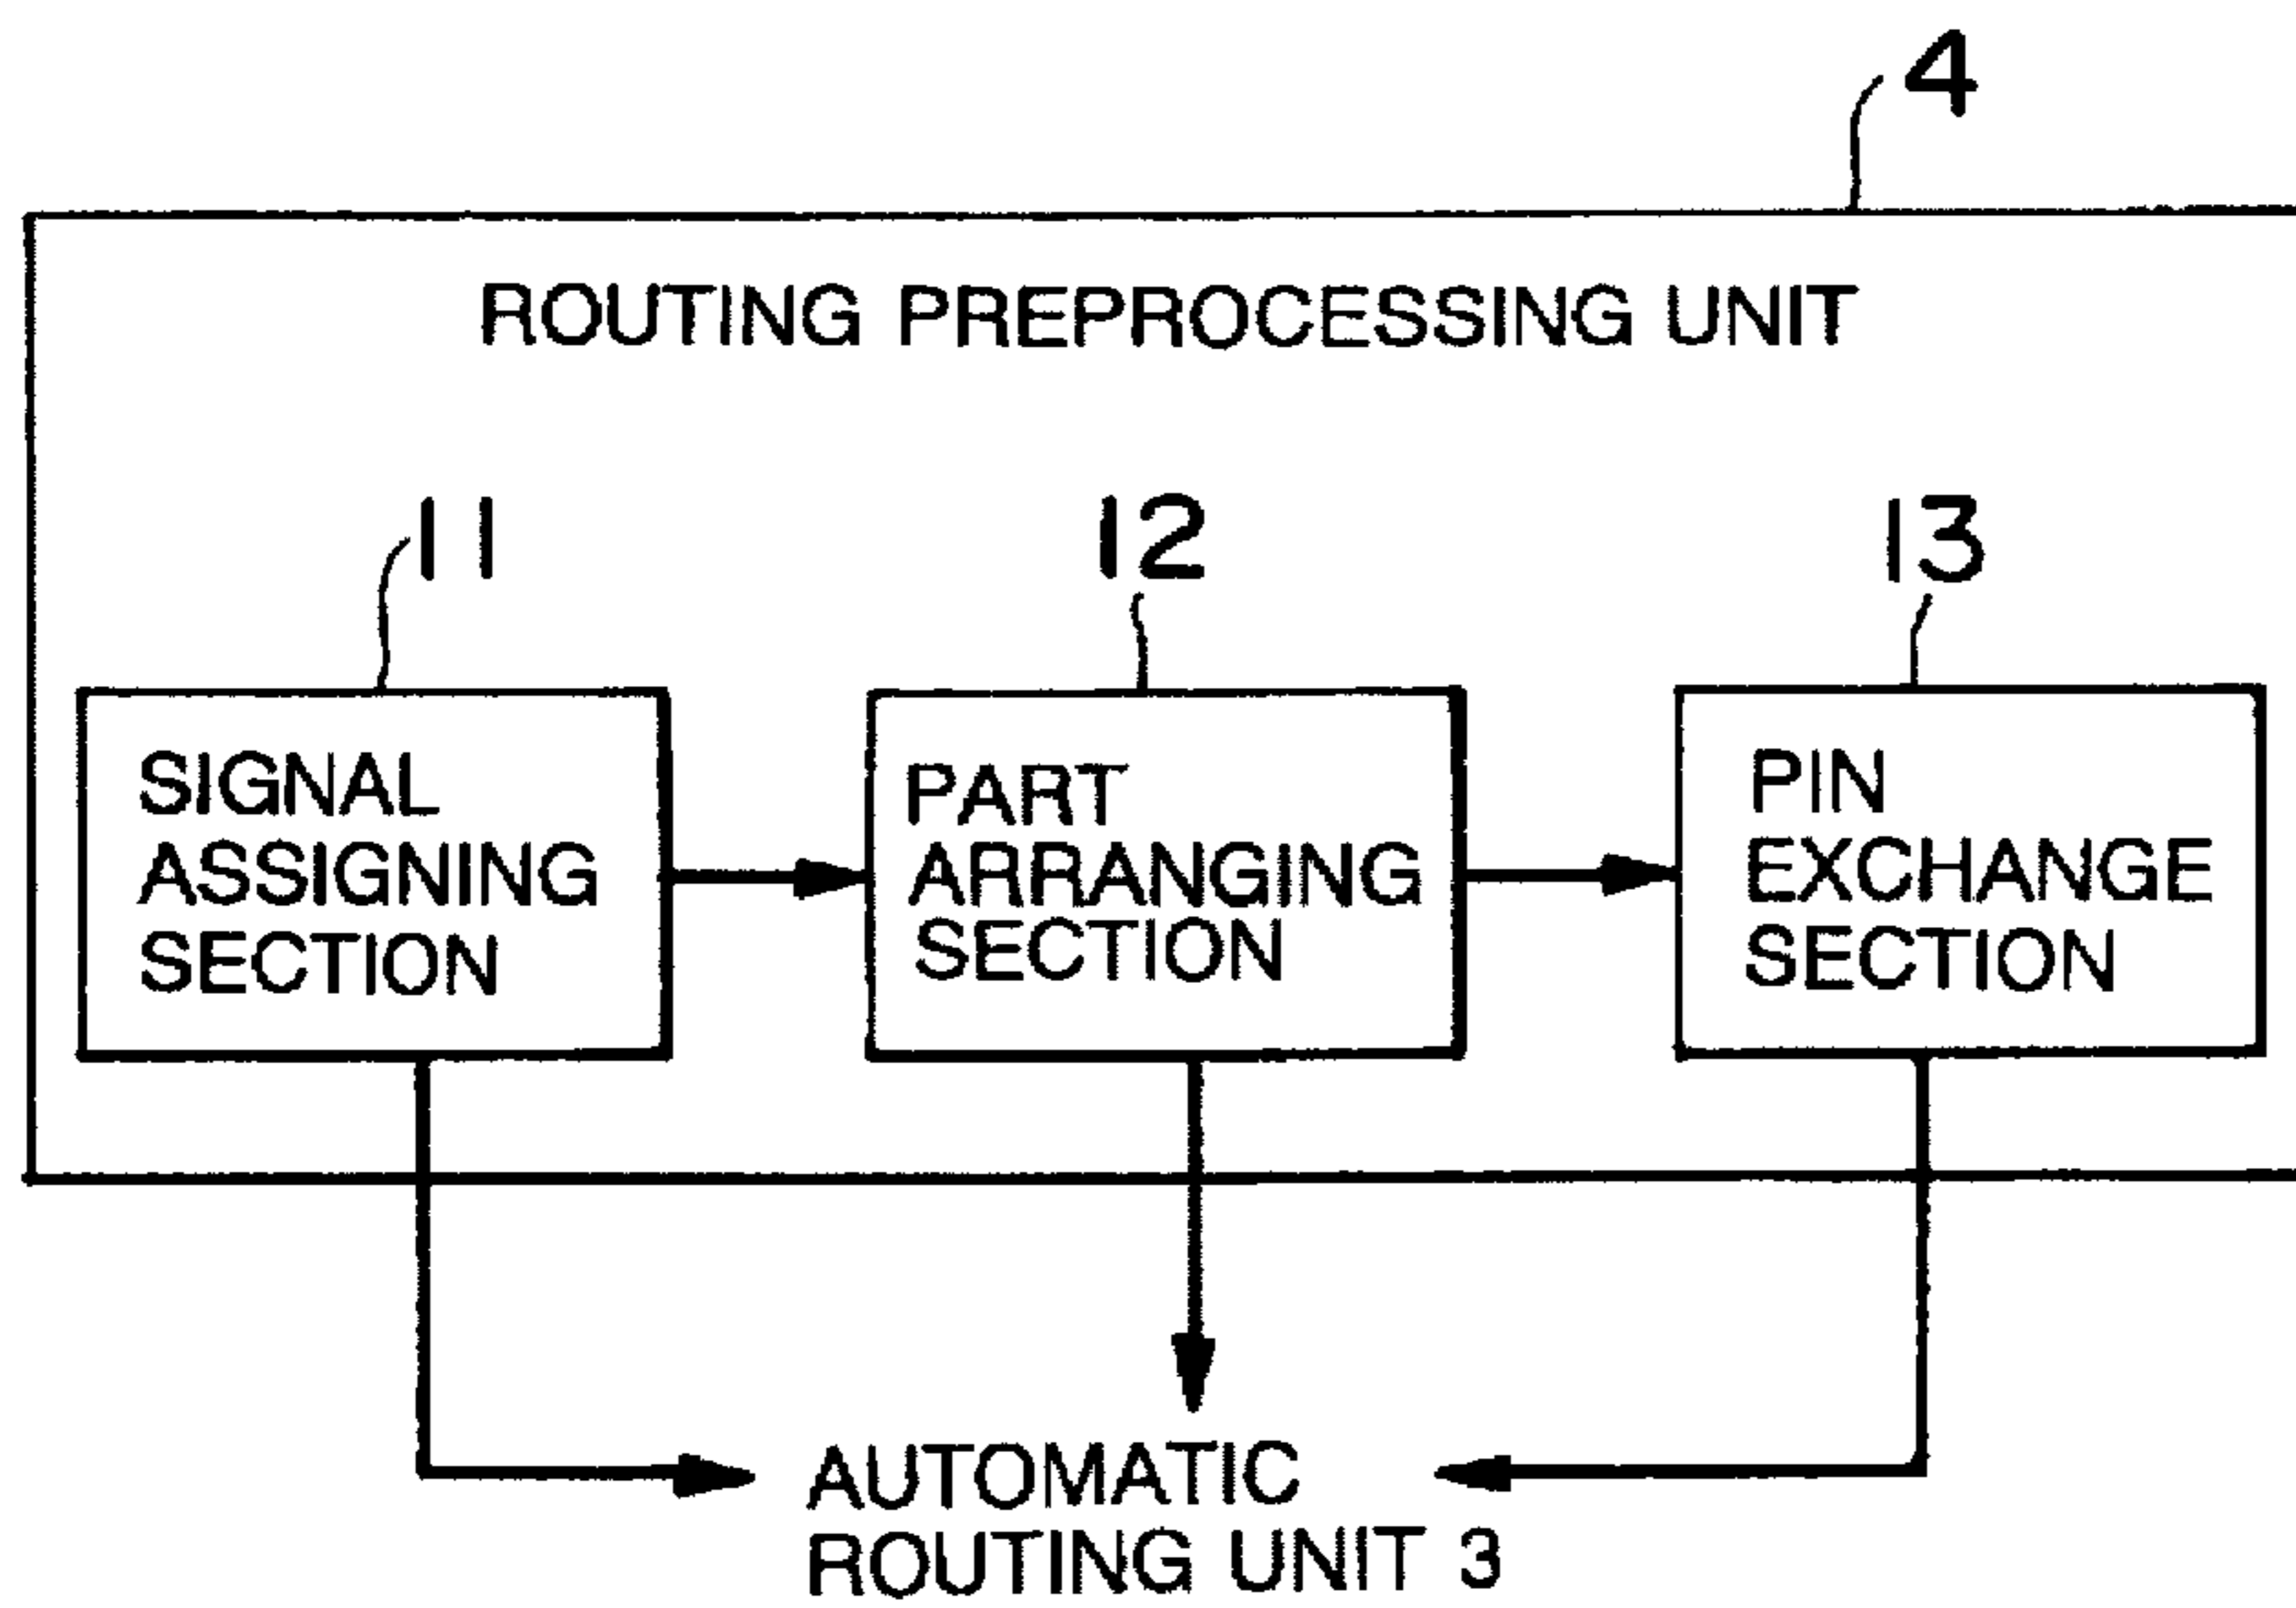 4
ROUTING PREPROCESSING UNIT
11
12
13
SIGNAL
ASSIGNING
SECTION
PART
ARRANGING
SECTION
PIN
EXCHANGE
SECTION
AUTOMATIC
ROUTING UNIT 3